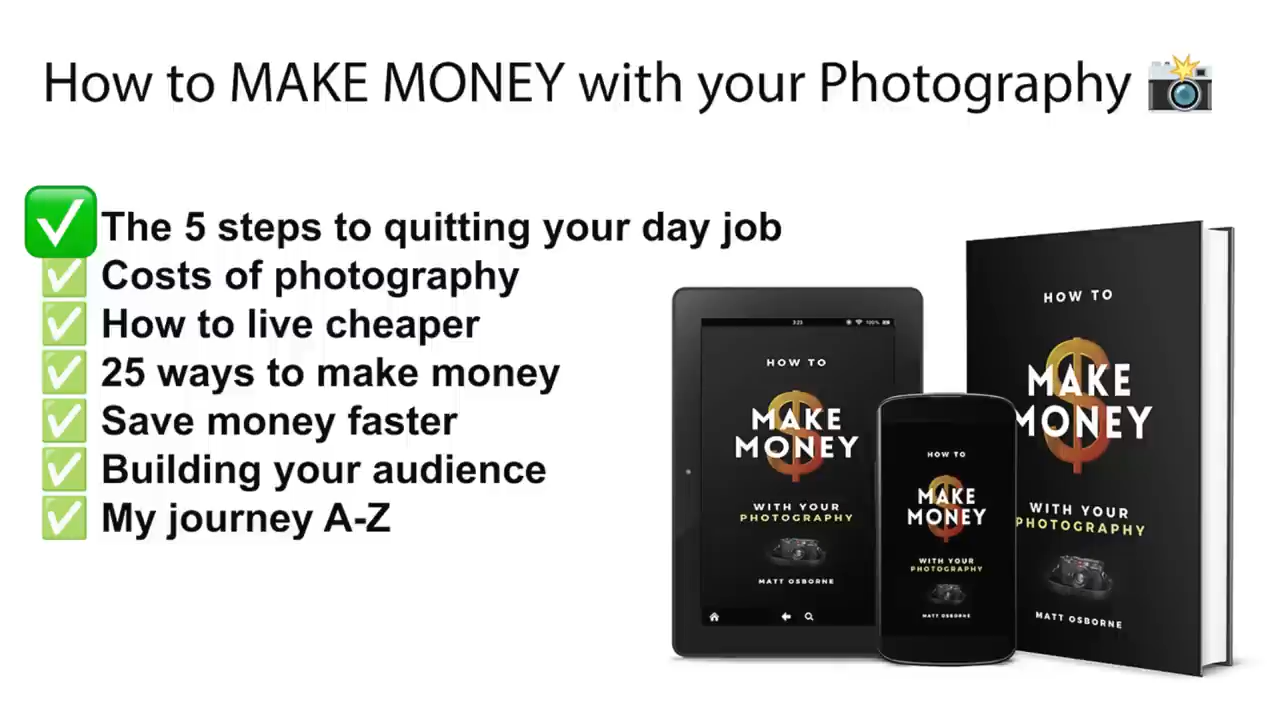 How to MAKE MONEY with your Photography 📸
✅ The 5 steps to quitting your day job
✅ Costs of photography
✅ How to live cheaper
✅ 25 ways to make money
✅ Save money faster
✅ Building your audience
✅ My journey A-Z
3:23
100%
HOW TO
$
MAKE
MONEY
WITH YOUR
PHOTOGRAPHY
MATT OSBORNE
HOW TO
$
MAKE
MONEY
WITH YOUR
PHOTOGRAPHY
MATT OSBORNE
HOW TO
$
MAKE
MONEY
WITH YOUR
PHOTOGRAPHY
MATT OSBORNE